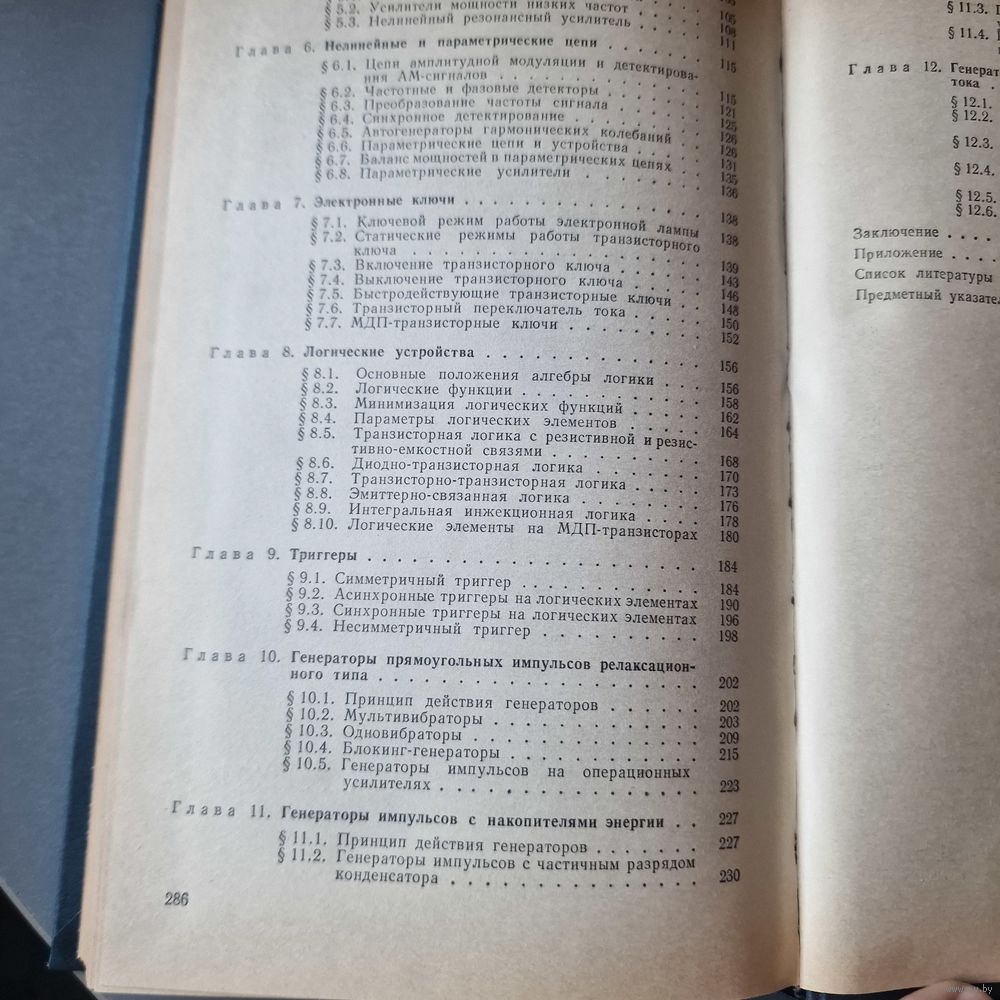 § 5.2. Усилители мощности низких частот . . . . .
§ 5.3. Нелинейный резонансный усилитель . . . . 105
108
Глава 6. Нелинейные и параметрические цепи . . . . . . 111
§ 6.1. Цепи амплитудной модуляции и детектирова-
ния АМ-сигналов . . . . . . . . . . . 115
§ 6.2. Частотные и фазовые детекторы . . . . . . 115
§ 6.3. Преобразование частоты сигнала . . . . . . 121
§ 6.4. Синхронное детектирование . . . . . . . 125
§ 6.5. Автогенераторы гармонических колебаний . . 126
§ 6.6. Параметрические цепи и устройства . . . . 126
§ 6.7. Баланс мощностей в параметрических цепях . . 131
§ 6.8. Параметрические усилители . . . . . . . 135
136
Глава 7. Электронные ключи . . . . . . . . . . . . 138
§ 7.1. Ключевой режим работы электронной лампы 138
§ 7.2. Статические режимы работы транзисторного
ключа . . . . . . . . . . . . . . . 139
§ 7.3. Включение транзисторного ключа . . . . . 143
§ 7.4. Выключение транзисторного ключа . . . . . 146
§ 7.5. Быстродействующие транзисторные ключи . . 148
§ 7.6. Транзисторный переключатель тока . . . . 150
§ 7.7. МДП-транзисторные ключи . . . . . . . . 152
Глава 8. Логические устройства . . . . . . . . . . . 156
§ 8.1. Основные положения алгебры логики . . . 156
§ 8.2. Логические функции . . . . . . . . . . 158
§ 8.3. Минимизация логических функций . . . . . 162
§ 8.4. Параметры логических элементов . . . . . 164
§ 8.5. Транзисторная логика с резистивной и резис-
тивно-емкостной связями . . . . . . . . . 168
§ 8.6. Диодно-транзисторная логика . . . . . . 170
§ 8.7. Транзисторно-транзисторная логика . . . . . 173
§ 8.8. Эмиттерно-связанная логика . . . . . . . 176
§ 8.9. Интегральная инжекционная логика . . . . 178
§ 8.10. Логические элементы на МДП-транзисторах 180
Глава 9. Триггеры . . . . . . . . . . . . . . . . . 184
§ 9.1. Симметричный триггер . . . . . . . . . . 184
§ 9.2. Асинхронные триггеры на логических элементах 190
§ 9.3. Синхронные триггеры на логических элементах 196
§ 9.4. Несимметричный триггер . . . . . . . . . 198
Глава 10. Генераторы прямоугольных импульсов релаксацион-
ного типа . . . . . . . . . . . . . . . . . 202
§ 10.1. Принцип действия генераторов . . . . . . 202
§ 10.2. Мультивибраторы . . . . . . . . . . . 203
§ 10.3. Одновибраторы . . . . . . . . . . . . 209
§ 10.4. Блокинг-генераторы . . . . . . . . . . . 215
§ 10.5. Генераторы импульсов на операционных
усилителях . . . . . . . . . . . . . . 223
Глава 11. Генераторы импульсов с накопителями энергии . . 227
§ 11.1. Принцип действия генераторов . . . . . . . 227
§ 11.2. Генераторы импульсов с частичным разрядом
конденсатора . . . . . . . . . . . . . 230
286
§ 11.3.
§ 11.4.
Глава 12. Генерат
тока .
§ 12.1.
§ 12.2.
§ 12.3.
§ 12.4.
§ 12.5.
§ 12.6.
Заключение . . . .
Приложение . . . .
Список литературы
Предметный указател